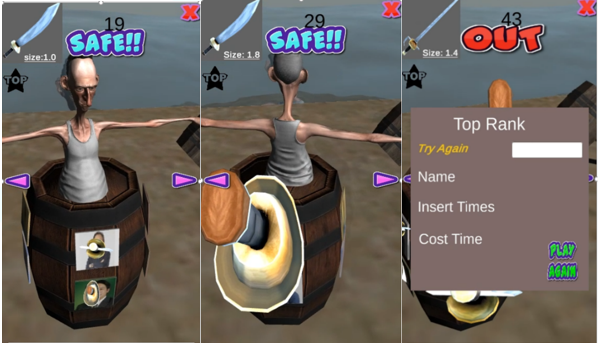 19
SAFE!!
size:1.0
TOP
X
29
SAFE!!
Size: 1.8
TOP
X
43
OUT
Size: 1.4
TOP
X
Top Rank
Try Again
Name
Insert Times
Cost Time
PLAY
AGAIN